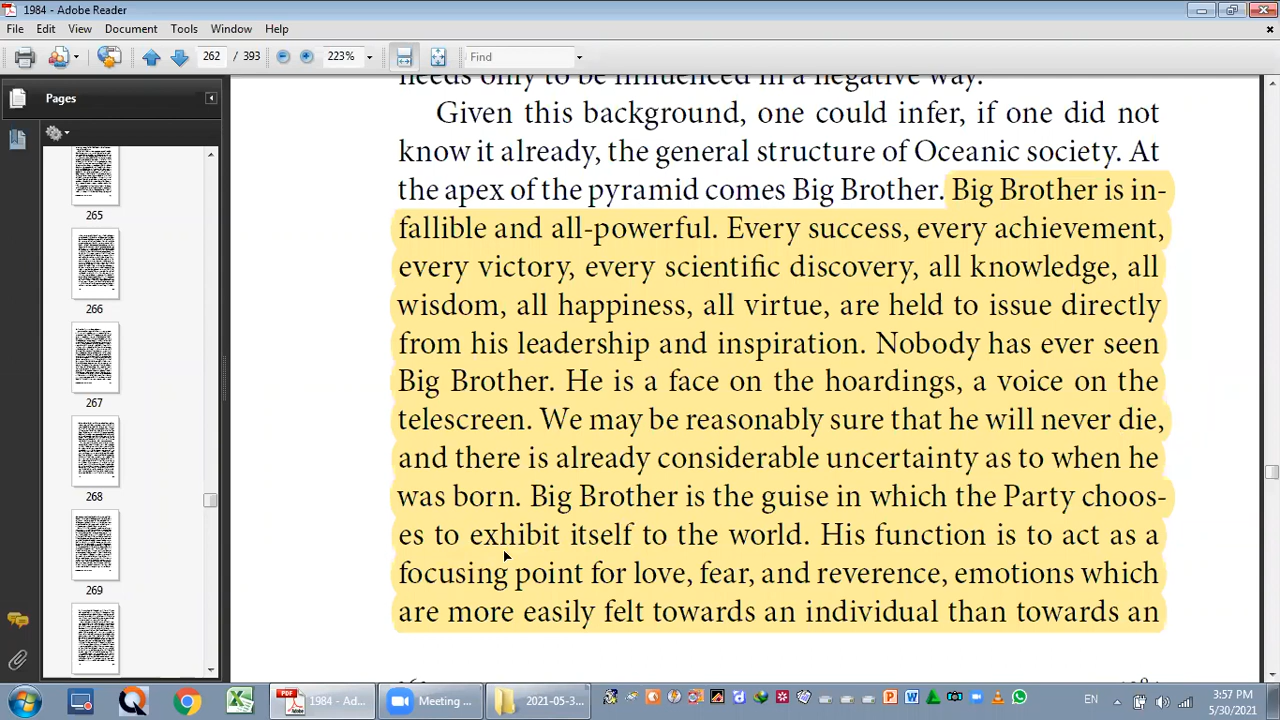 1984 - Adobe Reader
File Edit View Document Tools Window Help
262 / 393 223% Find
Pages
265
266
267
268
269
needs only to be influenced in a negative way.
Given this background, one could infer, if one did not
know it already, the general structure of Oceanic society. At
the apex of the pyramid comes Big Brother. Big Brother is in-
fallible and all-powerful. Every success, every achievement,
every victory, every scientific discovery, all knowledge, all
wisdom, all happiness, all virtue, are held to issue directly
from his leadership and inspiration. Nobody has ever seen
Big Brother. He is a face on the hoardings, a voice on the
telescreen. We may be reasonably sure that he will never die,
and there is already considerable uncertainty as to when he
was born. Big Brother is the guise in which the Party choos-
es to exhibit itself to the world. His function is to act as a
focusing point for love, fear, and reverence, emotions which
are more easily felt towards an individual than towards an
1984 - Ad... Meeting ... 2021-05-3... EN 3:57 PM
5/30/2021